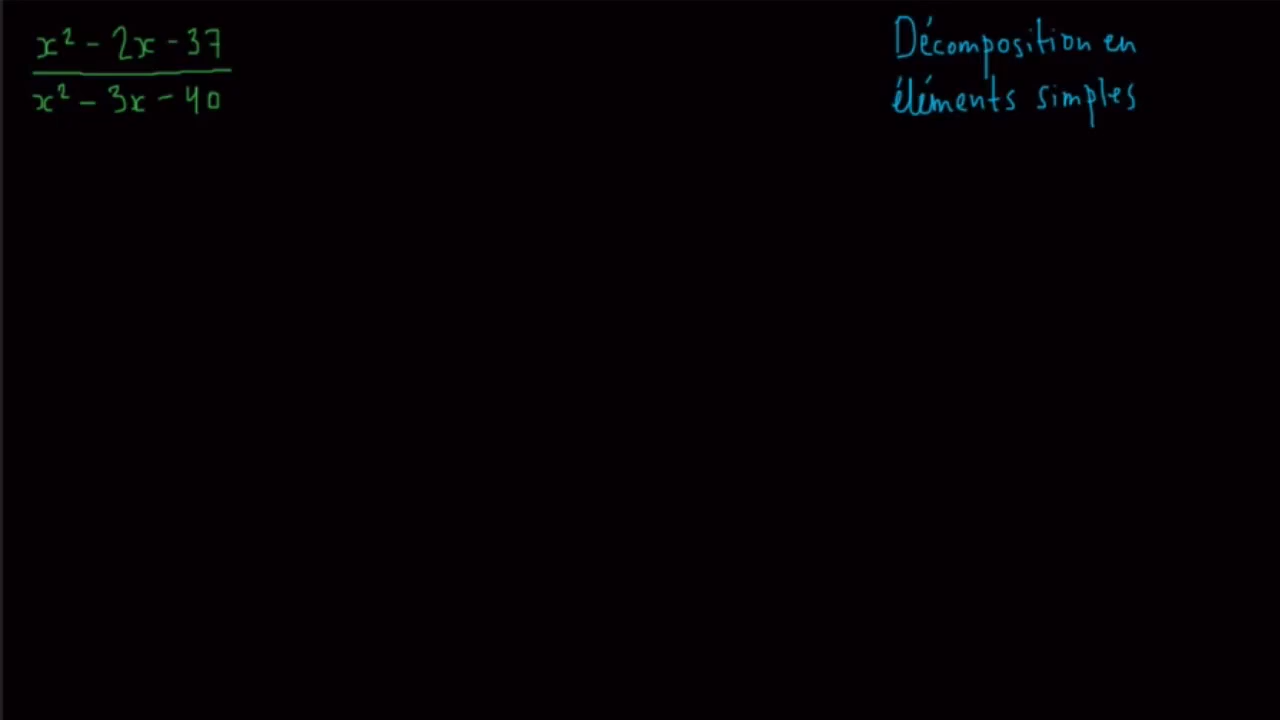 x² - 2x - 37
x² - 3x - 40
Décomposition en
éléments simples